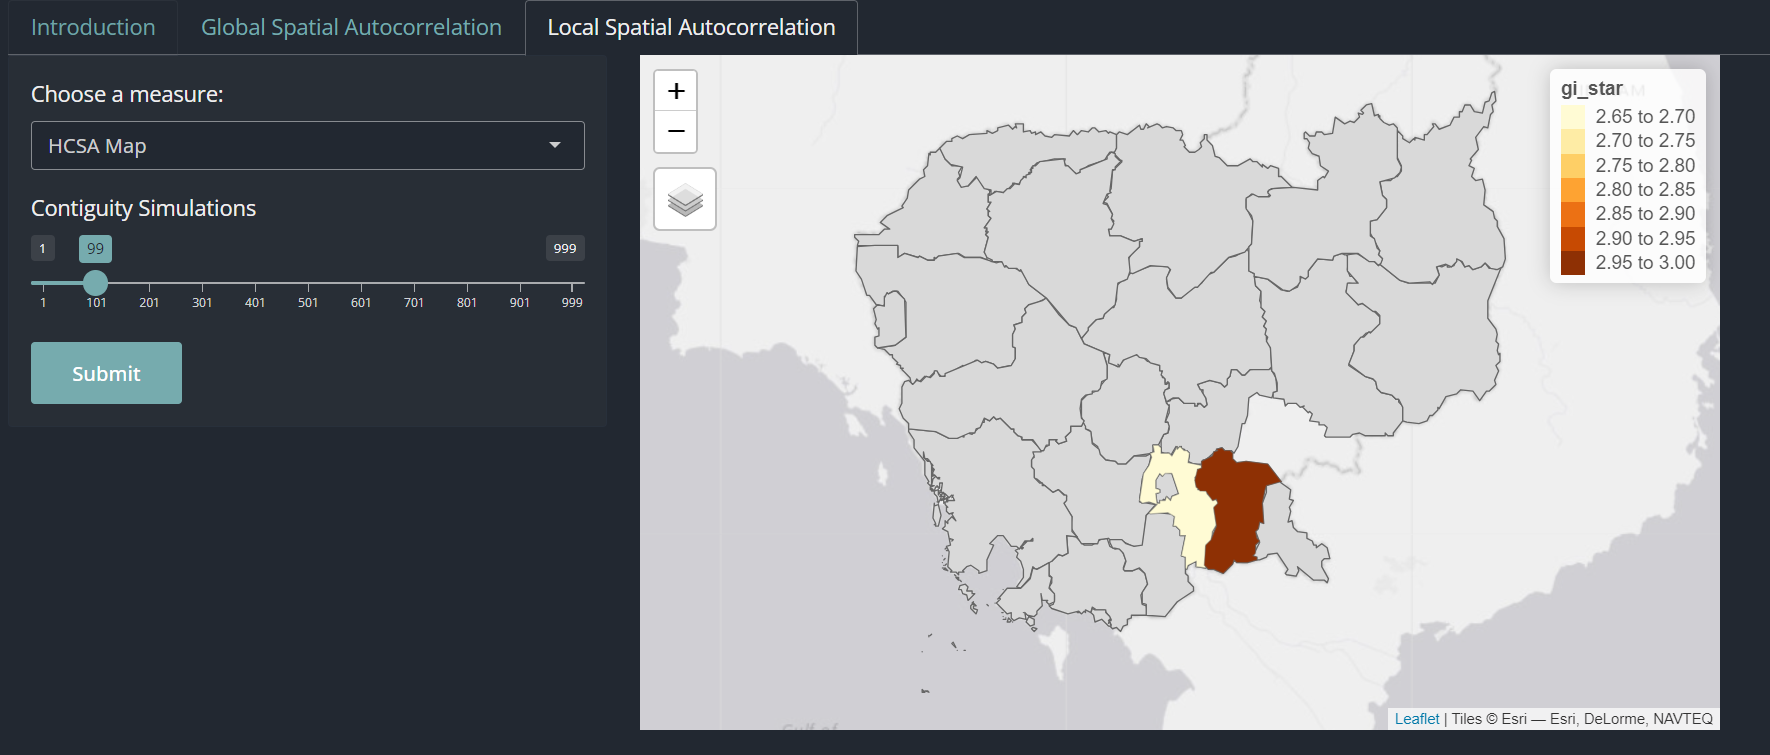 Introduction
Global Spatial Autocorrelation
Local Spatial Autocorrelation
Choose a measure:
HCSA Map
Contiguity Simulations
1
99
999
1 101 201 301 401 501 601 701 801 901 999
Submit
+
−
gi_star
2.65 to 2.70
2.70 to 2.75
2.75 to 2.80
2.80 to 2.85
2.85 to 2.90
2.90 to 2.95
2.95 to 3.00
Gulf of
Leaflet | Tiles © Esri — Esri, DeLorme, NAVTEQ